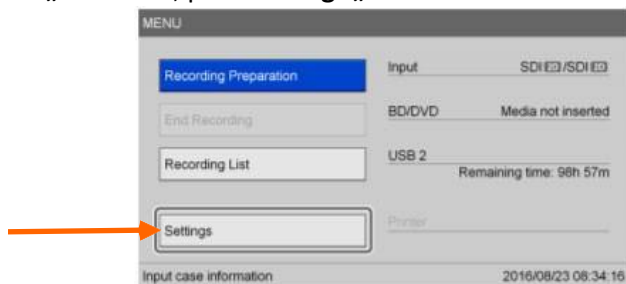 MENU
Recording Preparation
End Recording
Recording List
Settings
Input SDI /SDI
BD/DVD Media not inserted
USB 2
Remaining time: 98h 57m
Printer
Input case information 2016/08/23 08:34:16